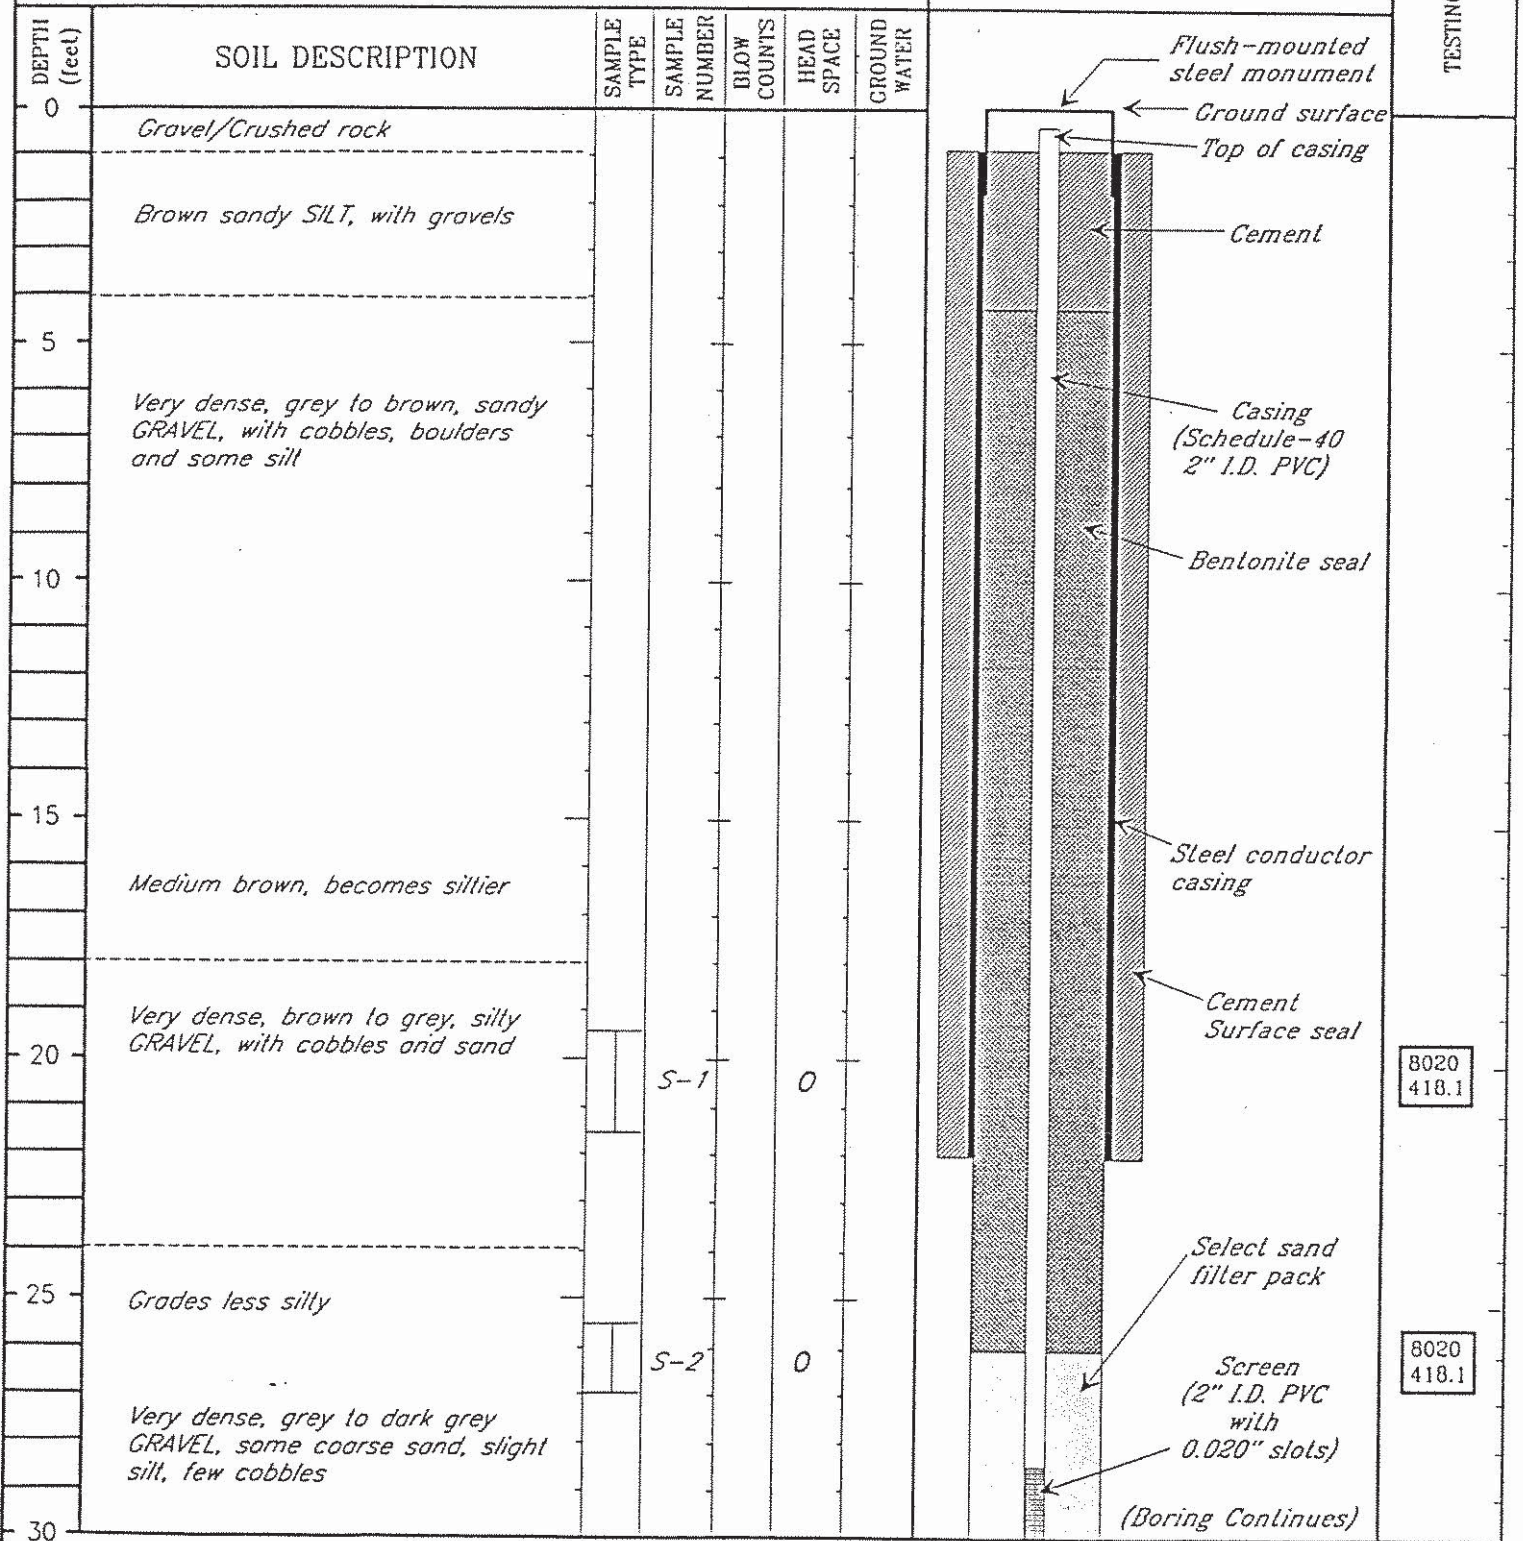 DEPTH
(feet)
SOIL DESCRIPTION
SAMPLE
TYPE
SAMPLE
NUMBER
BLOW
COUNTS
HEAD
SPACE
GROUND
WATER
TESTING
0
Gravel/Crushed rock
Brown sandy SILT, with gravels
5
Very dense, grey to brown, sandy
GRAVEL, with cobbles, boulders
and some silt
10
15
Medium brown, becomes siltier
Very dense, brown to grey, silty
GRAVEL, with cobbles and sand
20
S-1
0
25
Grades less silty
S-2
0
Very dense, grey to dark grey
GRAVEL, some coarse sand, slight
silt, few cobbles
30
Flush-mounted
steel monument
Ground surface
Top of casing
Cement
Casing
(Schedule-40
2" I.D. PVC)
Bentonite seal
Steel conductor
casing
Cement
Surface seal
Select sand
filter pack
Screen
(2" I.D. PVC
with
0.020" slots)
(Boring Continues)
8020
418.1
8020
418.1